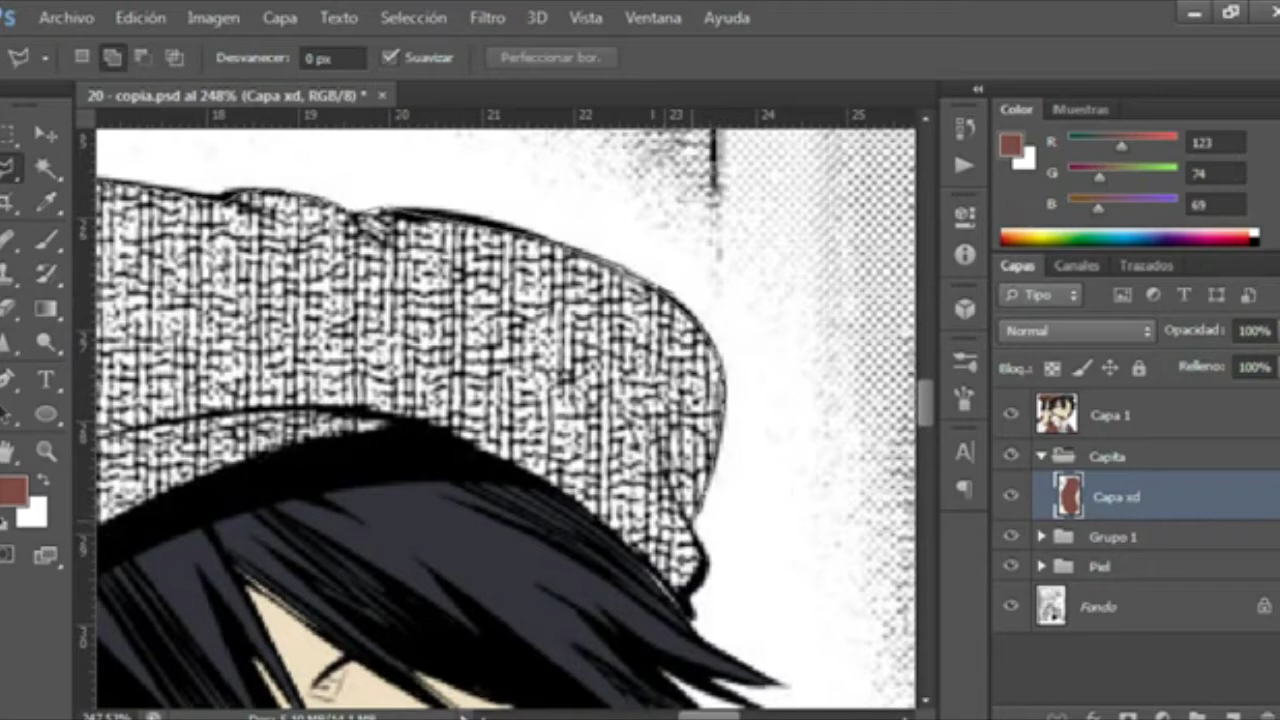 Ps Archivo Edición Imagen Capa Texto Selección Filtro 3D Vista Ventana Ayuda
Desvanecer: 0 px Suavizar Perfeccionar bor.
20 - copia.psd al 248% (Capa xd, RGB/8) * ×
18 19 20 21 22 23 24 25
Color Muestras
R 123
G 74
B 69
Capas Canales Trazados
Tipo
Normal Opacidad: 100%
Bloq.: Relleno: 100%
Capa 1
Capita
Capa xd
Grupo 1
Piel
Fondo